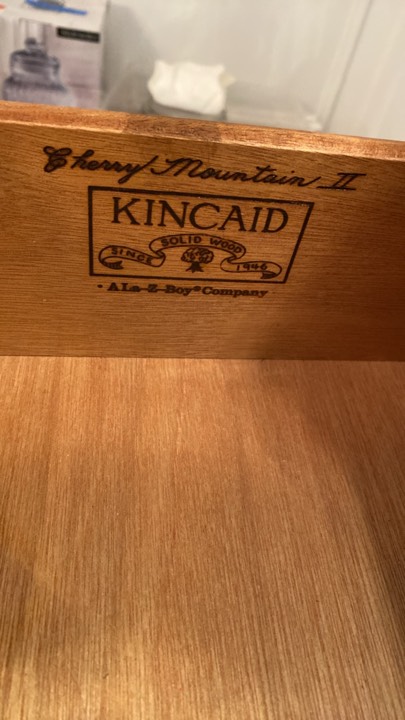 Cherry Mountain II
KINCAID
SOLID WOOD
SINCE 1946
• A La-Z-Boy® Company